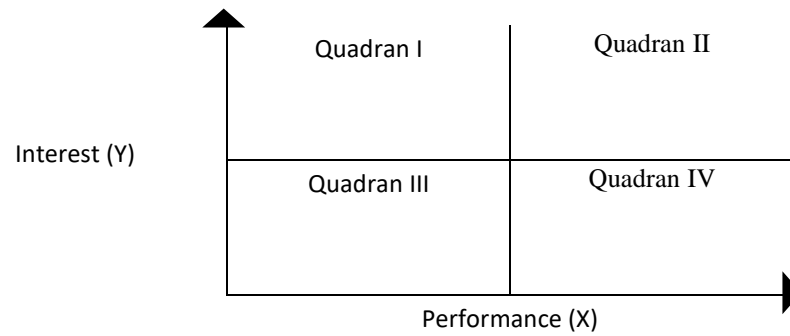 Quadran I
Quadran II
Interest (Y)
Quadran III
Quadran IV
Performance (X)